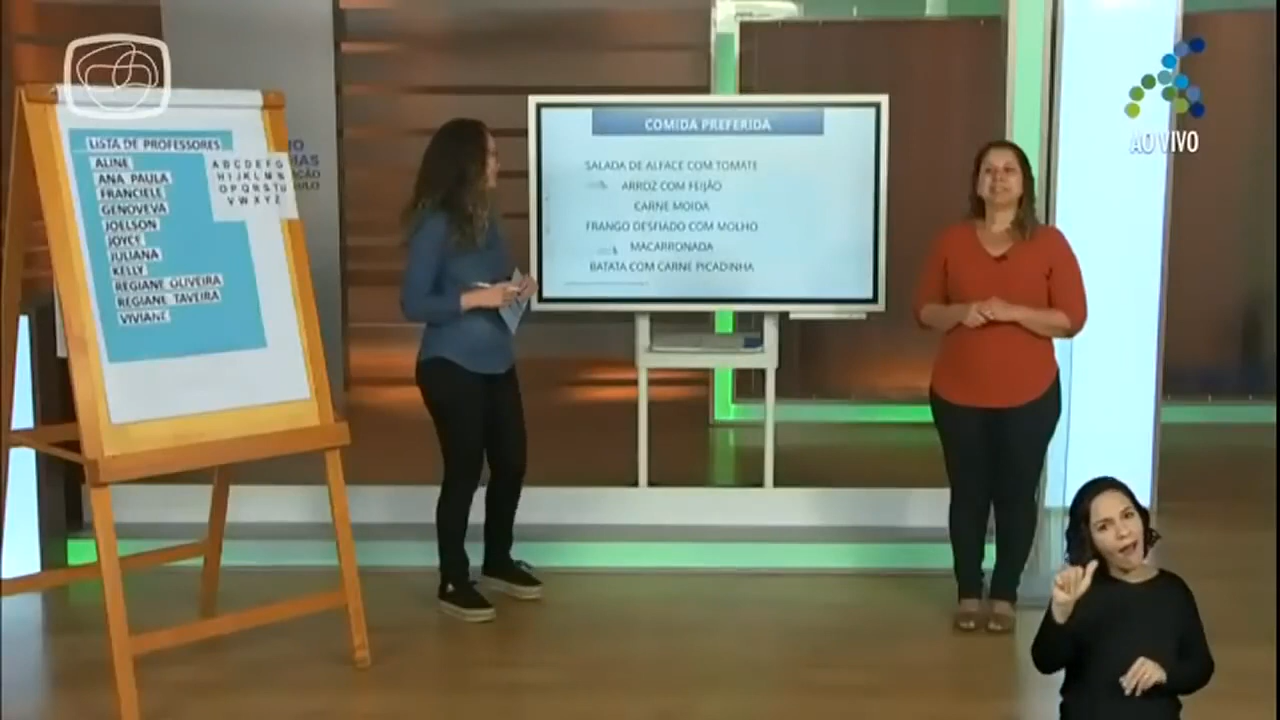 LISTA DE PROFESSORES
ALINE
ANA PAULA
FRANCIELE
GENOVEVA
JOELSON
JOYCE
JULIANA
KELLY
REGIANE OLIVEIRA
REGIANE TAVEIRA
VIVIANE
A B C D E F G
H I J K L M N
O P Q R S T U
V W X Y Z
COMIDA PREFERIDA
SALADA DE ALFACE COM TOMATE
ARROZ COM FEIJÃO
CARNE MOIDA
FRANGO DESFIADO COM MOLHO
MACARRONADA
BATATA COM CARNE PICADINHA
AO VIVO